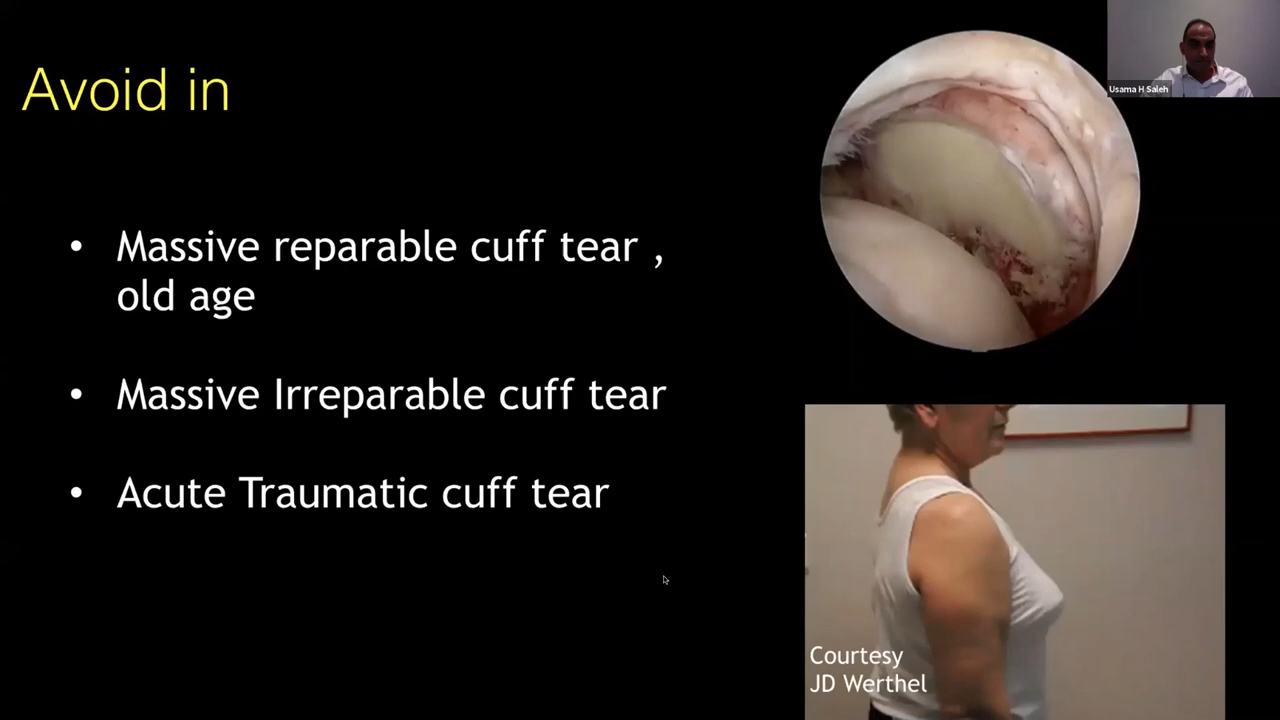 Avoid in
Usama H Saleh
• Massive reparable cuff tear ,
old age
• Massive Irreparable cuff tear
• Acute Traumatic cuff tear
Courtesy
JD Werthel